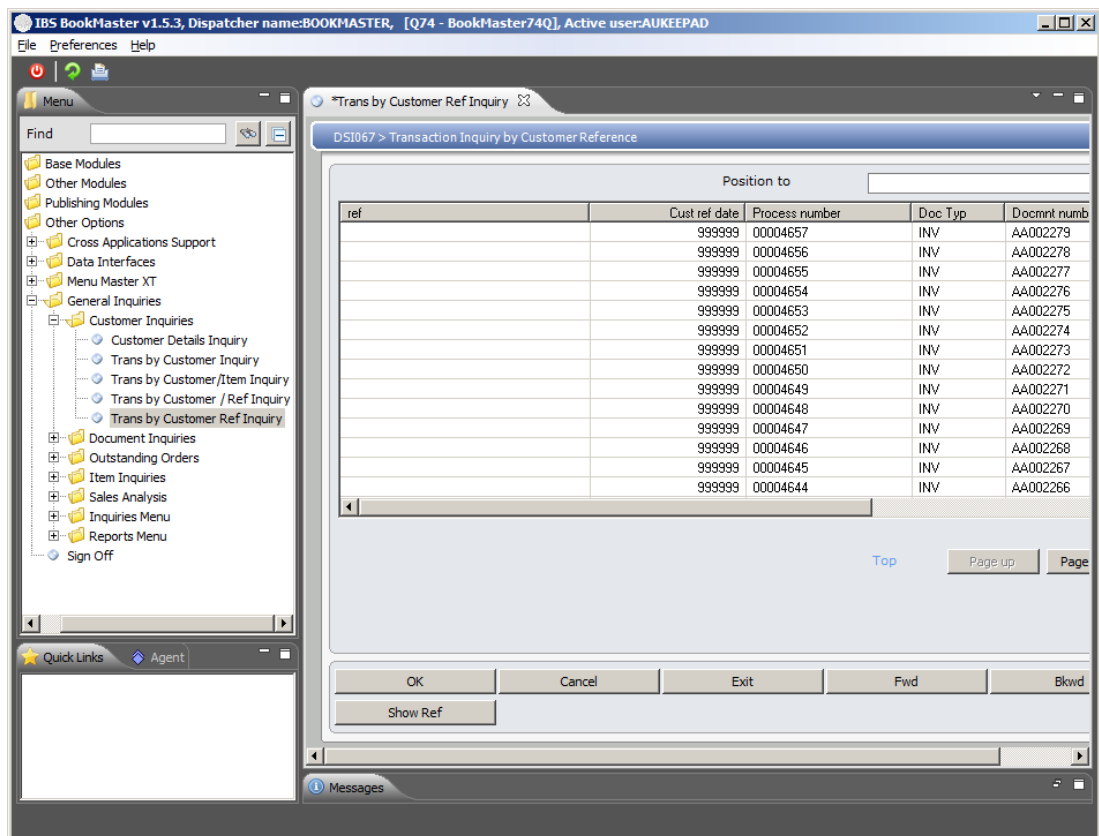 IBS BookMaster v1.5.3, Dispatcher name:BOOKMASTER, [Q74 - BookMaster74Q], Active user:AUKEEPAD
File Preferences Help
Menu
Find
Base Modules
Other Modules
Publishing Modules
Other Options
Cross Applications Support
Data Interfaces
Menu Master XT
General Inquiries
Customer Inquiries
Customer Details Inquiry
Trans by Customer Inquiry
Trans by Customer/Item Inquiry
Trans by Customer / Ref Inquiry
Trans by Customer Ref Inquiry
Document Inquiries
Outstanding Orders
Item Inquiries
Sales Analysis
Inquiries Menu
Reports Menu
Sign Off
Quick Links Agent
*Trans by Customer Ref Inquiry
DSI067 > Transaction Inquiry by Customer Reference
Position to
ref Cust ref date Process number Doc Typ Docmnt numb
999999 00004657 INV AA002279
999999 00004656 INV AA002278
999999 00004655 INV AA002277
999999 00004654 INV AA002276
999999 00004653 INV AA002275
999999 00004652 INV AA002274
999999 00004651 INV AA002273
999999 00004650 INV AA002272
999999 00004649 INV AA002271
999999 00004648 INV AA002270
999999 00004647 INV AA002269
999999 00004646 INV AA002268
999999 00004645 INV AA002267
999999 00004644 INV AA002266
Top Page up Page
OK Cancel Exit Fwd Bkwd
Show Ref
Messages